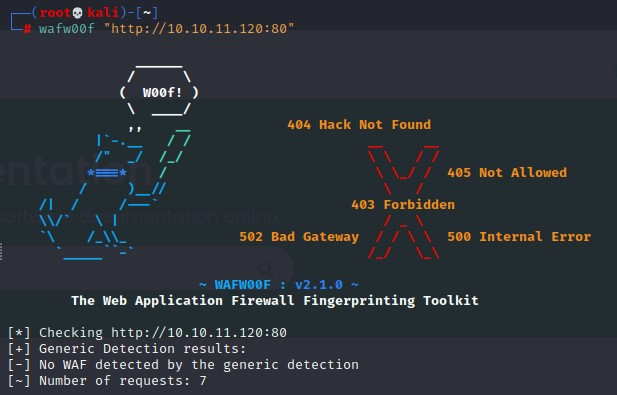 (root💀kali)-[~]
# wafw00f "http://10.10.11.120:80"
W00f!
404 Hack Not Found
405 Not Allowed
403 Forbidden
502 Bad Gateway 500 Internal Error
~ WAFW00F : v2.1.0 ~
The Web Application Firewall Fingerprinting Toolkit
[*] Checking http://10.10.11.120:80
[+] Generic Detection results:
[-] No WAF detected by the generic detection
[~] Number of requests: 7